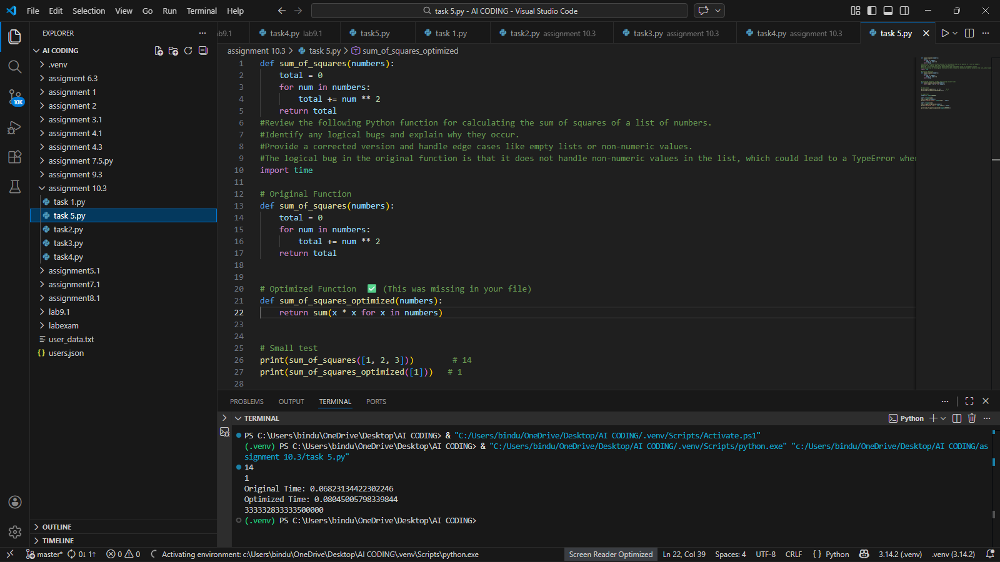 File Edit Selection View Go Run Terminal Help
task 5.py - AI CODING - Visual Studio Code
EXPLORER
AI CODING
.venv
assigment 6.3
assignment 1
assignment 2
assignment 3.1
assignment 4.1
assignment 4.3
assignment 7.5.py
assignment 9.3
assignment 10.3
task 1.py
task 5.py
task2.py
task3.py
task4.py
assignment5.1
assignment7.1
assignment8.1
lab9.1
labexam
user_data.txt
users.json
OUTLINE
TIMELINE
10K
ab9.1 task4.py lab9.1 task5.py task 1.py task2.py assignment 10.3 task3.py assignment 10.3 task4.py assignment 10.3 task 5.py
assignment 10.3 > task 5.py > sum_of_squares_optimized
1 def sum_of_squares(numbers):
2 total = 0
3 for num in numbers:
4 total += num ** 2
5 return total
6 #Review the following Python function for calculating the sum of squares of a list of numbers.
7 #Identify any logical bugs and explain why they occur.
8 #Provide a corrected version and handle edge cases like empty lists or non-numeric values.
9 #The logical bug in the original function is that it does not handle non-numeric values in the list, which could lead to a TypeError wher
10 import time
11
12 # Original Function
13 def sum_of_squares(numbers):
14 total = 0
15 for num in numbers:
16 total += num ** 2
17 return total
18
19
20 # Optimized Function ✅ (This was missing in your file)
21 def sum_of_squares_optimized(numbers):
22 return sum(x * x for x in numbers)
23
24
25 # Small test
26 print(sum_of_squares([1, 2, 3])) # 14
27 print(sum_of_squares_optimized([1])) # 1
28
PROBLEMS OUTPUT TERMINAL PORTS
TERMINAL
Python
PS C:\Users\bindu\OneDrive\Desktop\AI CODING> & "C:/Users/bindu/OneDrive/Desktop/AI CODING/.venv/Scripts/Activate.ps1"
(.venv) PS C:\Users\bindu\OneDrive\Desktop\AI CODING> & "C:/Users/bindu/OneDrive/Desktop/AI CODING/.venv/Scripts/python.exe" "c:/Users/bindu/OneDrive/Desktop/AI CODING/as
signment 10.3/task 5.py"
14
1
Original Time: 0.06823134422302246
Optimized Time: 0.08045005798339844
333332833333500000
(.venv) PS C:\Users\bindu\OneDrive\Desktop\AI CODING>
master* 0↓ 1↑ 0 0 Activating environment: c:\Users\bindu\OneDrive\Desktop\AI CODING\.venv\Scripts\python.exe Screen Reader Optimized Ln 22, Col 39 Spaces: 4 UTF-8 CRLF { } Python 3.14.2 (.venv) .venv (3.14.2)